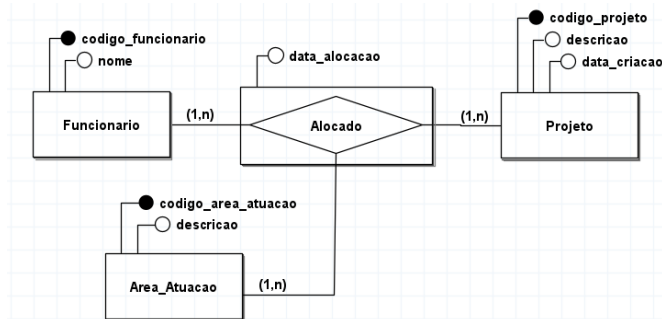 codigo_funcionario
nome
Funcionario
(1,n)
data_alocacao
Alocado
(1,n)
codigo_projeto
descricao
data_criacao
Projeto
codigo_area_atuacao
descricao
Area_Atuacao
(1,n)